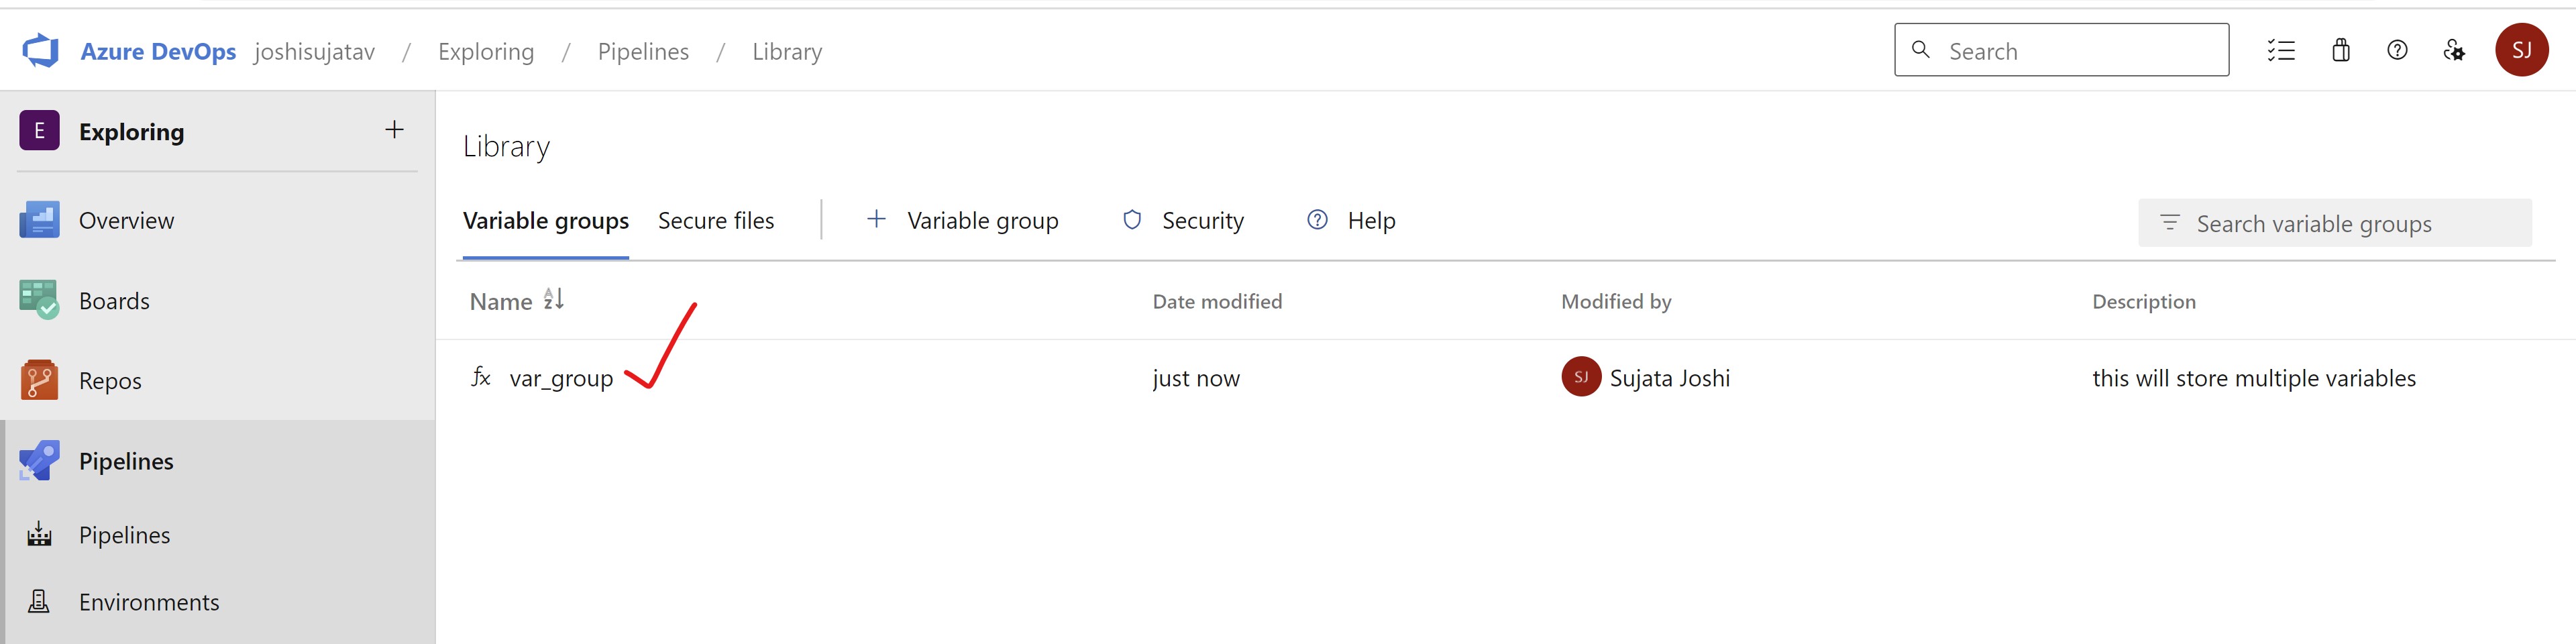 Azure DevOps joshisujatav / Exploring / Pipelines / Library Search SJ
E Exploring +
Overview
Boards
Repos
Pipelines
Pipelines
Environments
Library
Variable groups Secure files + Variable group Security Help Search variable groups
Name Date modified Modified by Description
fx var_group just now SJ Sujata Joshi this will store multiple variables